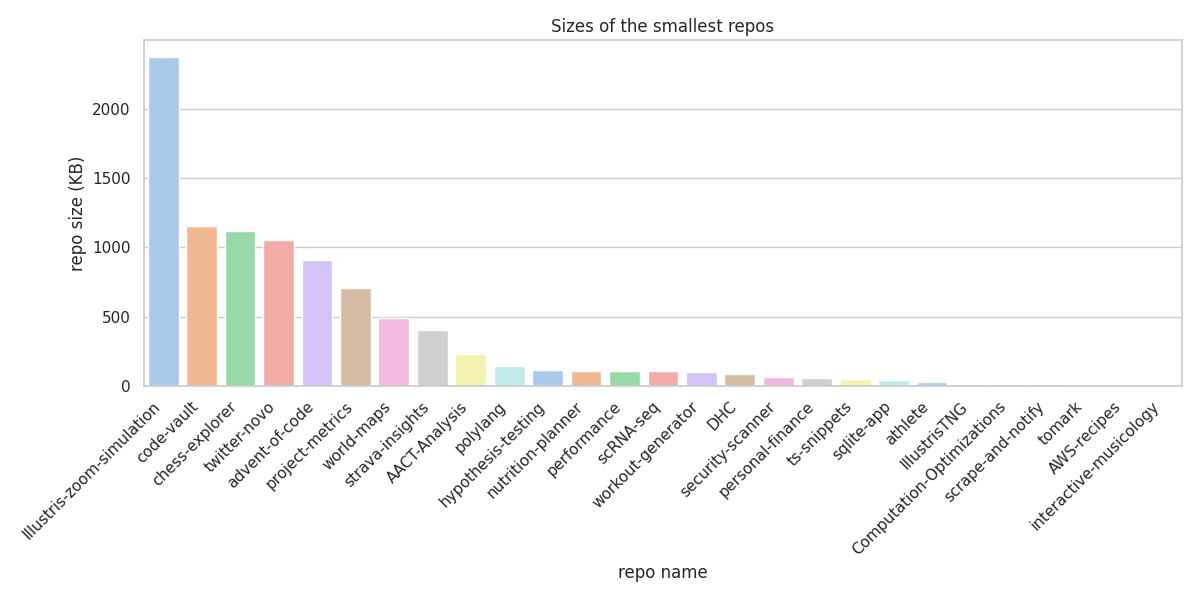 Sizes of the smallest repos
repo size (KB)
2000
1500
1000
500
0
Illustris-zoom-simulation
code-vault
chess-explorer
twitter-novo
advent-of-code
project-metrics
world-maps
strava-insights
AACT-Analysis
polylang
hypothesis-testing
nutrition-planner
performance
scRNA-seq
workout-generator
DHC
security-scanner
personal-finance
ts-snippets
sqlite-app
athlete
IllustrisTNG
Computation-Optimizations
scrape-and-notify
tomark
AWS-recipes
interactive-musicology
repo name